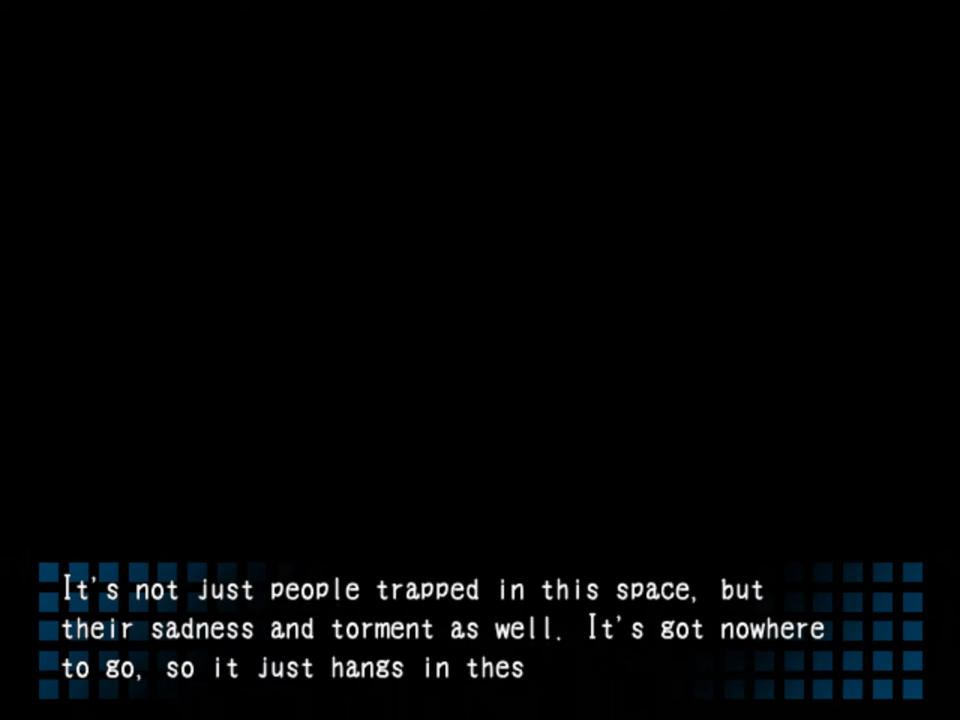 It's not just people trapped in this space, but
their sadness and torment as well. It's got nowhere
to go, so it just hangs in thes